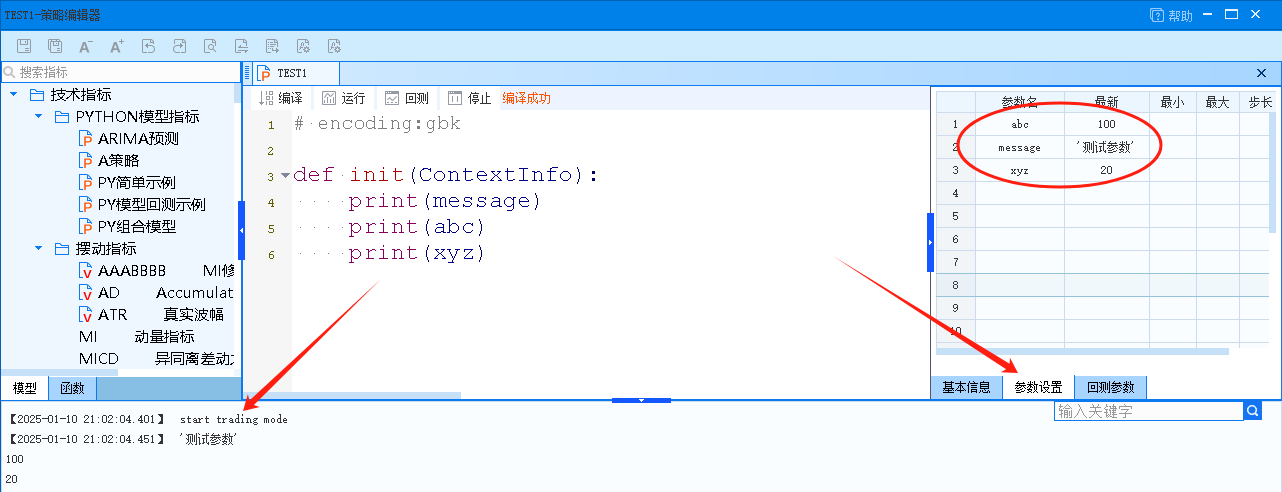 TEST1-策略编辑器
帮助
A- A+
搜索指标
技术指标
PYTHON模型指标
ARIMA预测
A策略
PY简单示例
PY模型回测示例
PY组合模型
摆动指标
AAABBBB MI修
AD Accumulat
ATR 真实波幅
MI 动量指标
MICD 异同离差动力
模型 函数
TEST1
编译 运行 回测 停止 编译成功
1 # encoding:gbk
2
3 def init(ContextInfo):
4 print(message)
5 print(abc)
6 print(xyz)
参数名 最新 最小 最大 步长
1 abc 100
2 message '测试参数'
3 xyz 20
4
5
6
7
8
9
10
基本信息 参数设置 回测参数
输入关键字
【2025-01-10 21:02:04.401】 start trading mode
【2025-01-10 21:02:04.451】 '测试参数'
100
20